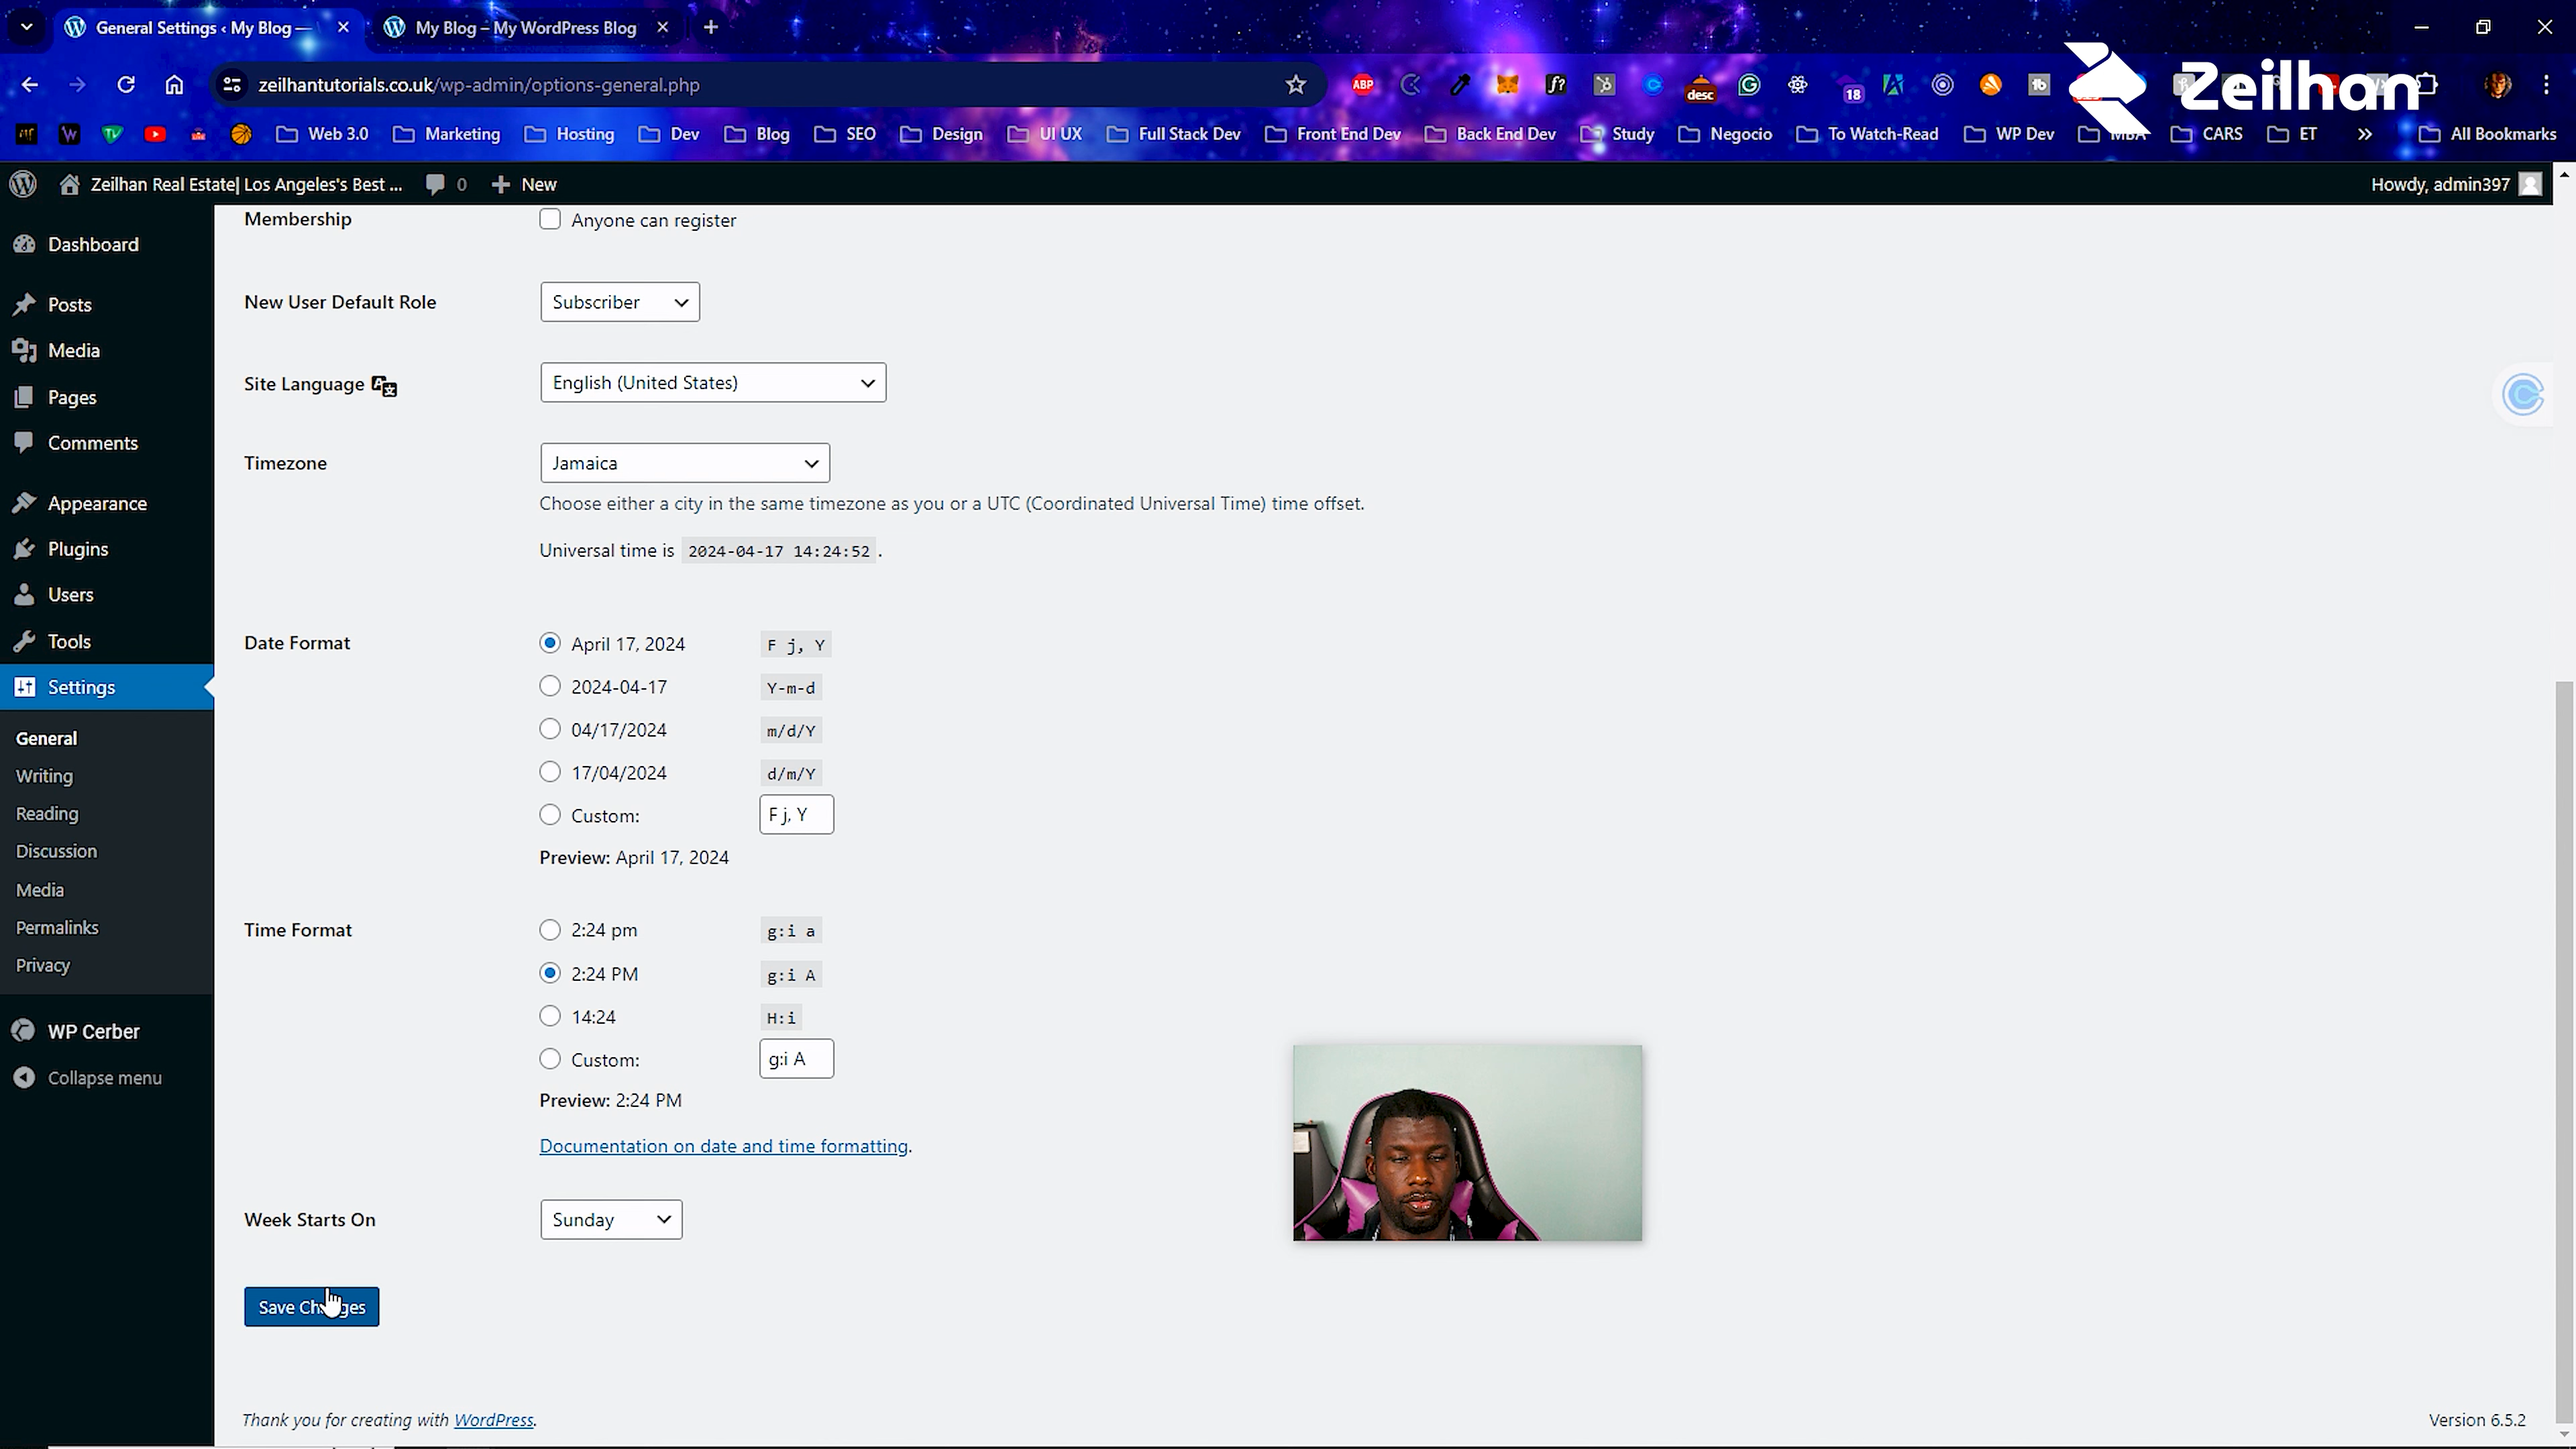 General Settings ‹ My Blog —
My Blog – My WordPress Blog
zeilhantutorials.co.uk/wp-admin/options-general.php
ABP
f?
desc
18
Zeilhan
Web 3.0
Marketing
Hosting
Dev
Blog
SEO
Design
UI UX
Full Stack Dev
Front End Dev
Back End Dev
Study
Negocio
To Watch-Read
WP Dev
MBA
CARS
ET
»
All Bookmarks
Zeilhan Real Estate| Los Angeles's Best ...
0
New
Howdy, admin397
Dashboard
Posts
Media
Pages
Comments
Appearance
Plugins
Users
Tools
Settings
General
Writing
Reading
Discussion
Media
Permalinks
Privacy
WP Cerber
Collapse menu
Membership
Anyone can register
New User Default Role
Subscriber
Site Language
English (United States)
Timezone
Jamaica
Choose either a city in the same timezone as you or a UTC (Coordinated Universal Time) time offset.
Universal time is 2024-04-17 14:24:52 .
Date Format
April 17, 2024 F j, Y
2024-04-17 Y-m-d
04/17/2024 m/d/Y
17/04/2024 d/m/Y
Custom: F j, Y
Preview: April 17, 2024
Time Format
2:24 pm g:i a
2:24 PM g:i A
14:24 H:i
Custom: g:i A
Preview: 2:24 PM
Documentation on date and time formatting.
Week Starts On
Sunday
Save Changes
Thank you for creating with WordPress.
Version 6.5.2